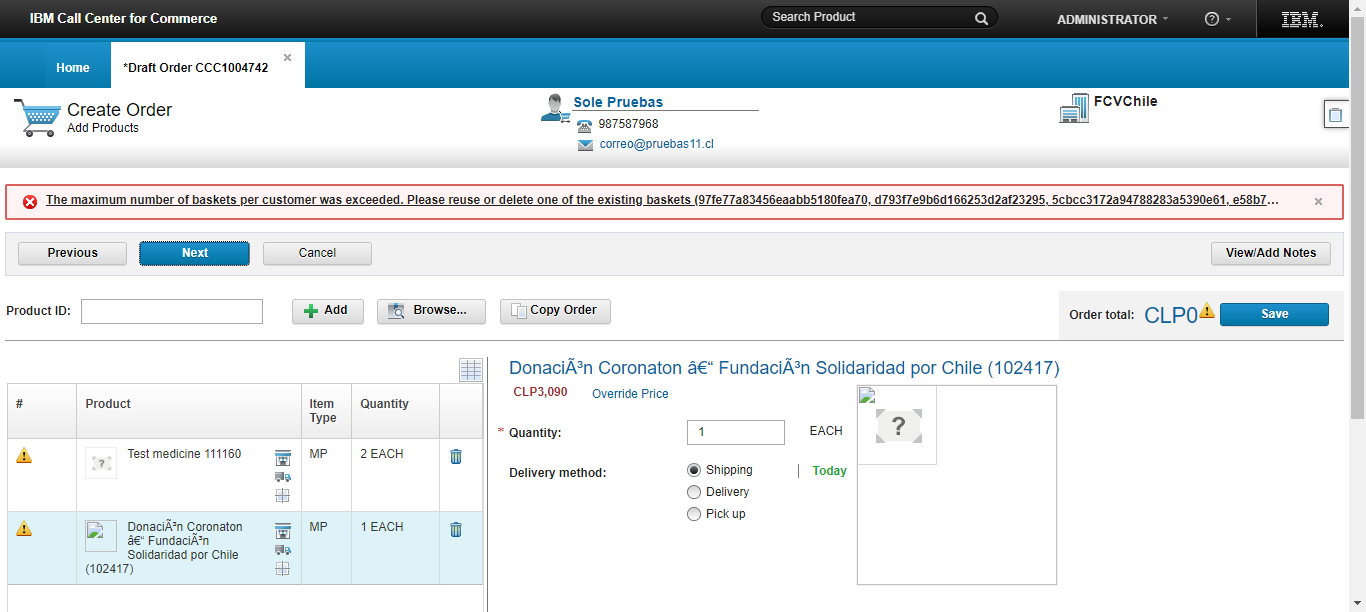 IBM Call Center for Commerce
Search Product
ADMINISTRATOR
?
IBM.
Home
*Draft Order CCC1004742
Create Order
Add Products
Sole Pruebas
987587968
correo@pruebas11.cl
FCVChile
The maximum number of baskets per customer was exceeded. Please reuse or delete one of the existing baskets (97fe77a83456eaabb5180fea70, d793f7e9b6d166253d2af23295, 5cbcc3172a94788283a5390e61, e58b7...
Previous
Next
Cancel
View/Add Notes
Product ID:
Add
Browse...
Copy Order
Order total:
CLP0
Save
DonaciÃ³n Coronaton â€“ FundaciÃ³n Solidaridad por Chile (102417)
CLP3,090
Override Price
# Product Item Type Quantity
Test medicine 111160
MP
2 EACH
DonaciÃ³n Coronaton
â€“ FundaciÃ³n
Solidaridad por Chile
(102417)
MP
1 EACH
* Quantity:
1
EACH
Delivery method:
Shipping
| Today
Delivery
Pick up
?